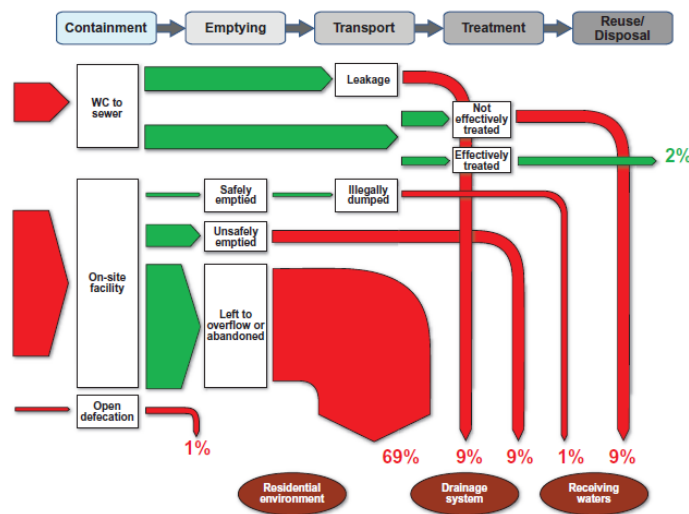 Containment
Emptying
Transport
Treatment
Reuse/
Disposal
WC to
sewer
Leakage
Not
effectively
treated
Effectively
treated
2%
On-site
facility
Safely
emptied
Illegally
dumped
Unsafely
emptied
Left to
overflow or
abandoned
Open
defecation
1%
69%
9%
9%
1%
9%
Residential
environment
Drainage
system
Receiving
waters